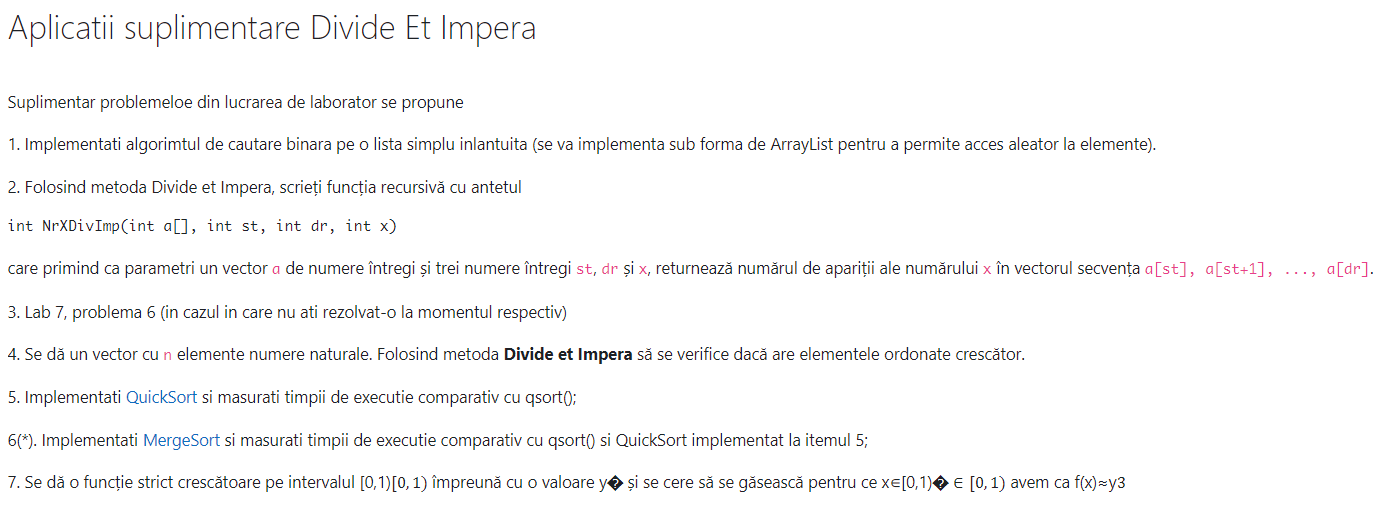 Aplicatii suplimentare Divide Et Impera
Suplimentar problemeloe din lucrarea de laborator se propune
1. Implementati algorimtul de cautare binara pe o lista simplu inlantuita (se va implementa sub forma de ArrayList pentru a permite acces aleator la elemente).
2. Folosind metoda Divide et Impera, scrieți funcția recursivă cu antetul
int NrXDivImp(int a[], int st, int dr, int x)
care primind ca parametri un vector a de numere întregi și trei numere întregi st, dr și x, returnează numărul de apariții ale numărului x în vectorul secvența a[st], a[st+1], ..., a[dr].
3. Lab 7, problema 6 (in cazul in care nu ati rezolvat-o la momentul respectiv)
4. Se dă un vector cu n elemente numere naturale. Folosind metoda Divide et Impera să se verifice dacă are elementele ordonate crescător.
5. Implementati QuickSort si masurati timpii de executie comparativ cu qsort();
6(*). Implementati MergeSort si masurati timpii de executie comparativ cu qsort() si QuickSort implementat la itemul 5;
7. Se dă o funcție strict crescătoare pe intervalul [0,1)[0,1) împreună cu o valoare y� și se cere să se găsească pentru ce x∈[0,1)� ∈ [0,1) avem ca f(x)≈y3